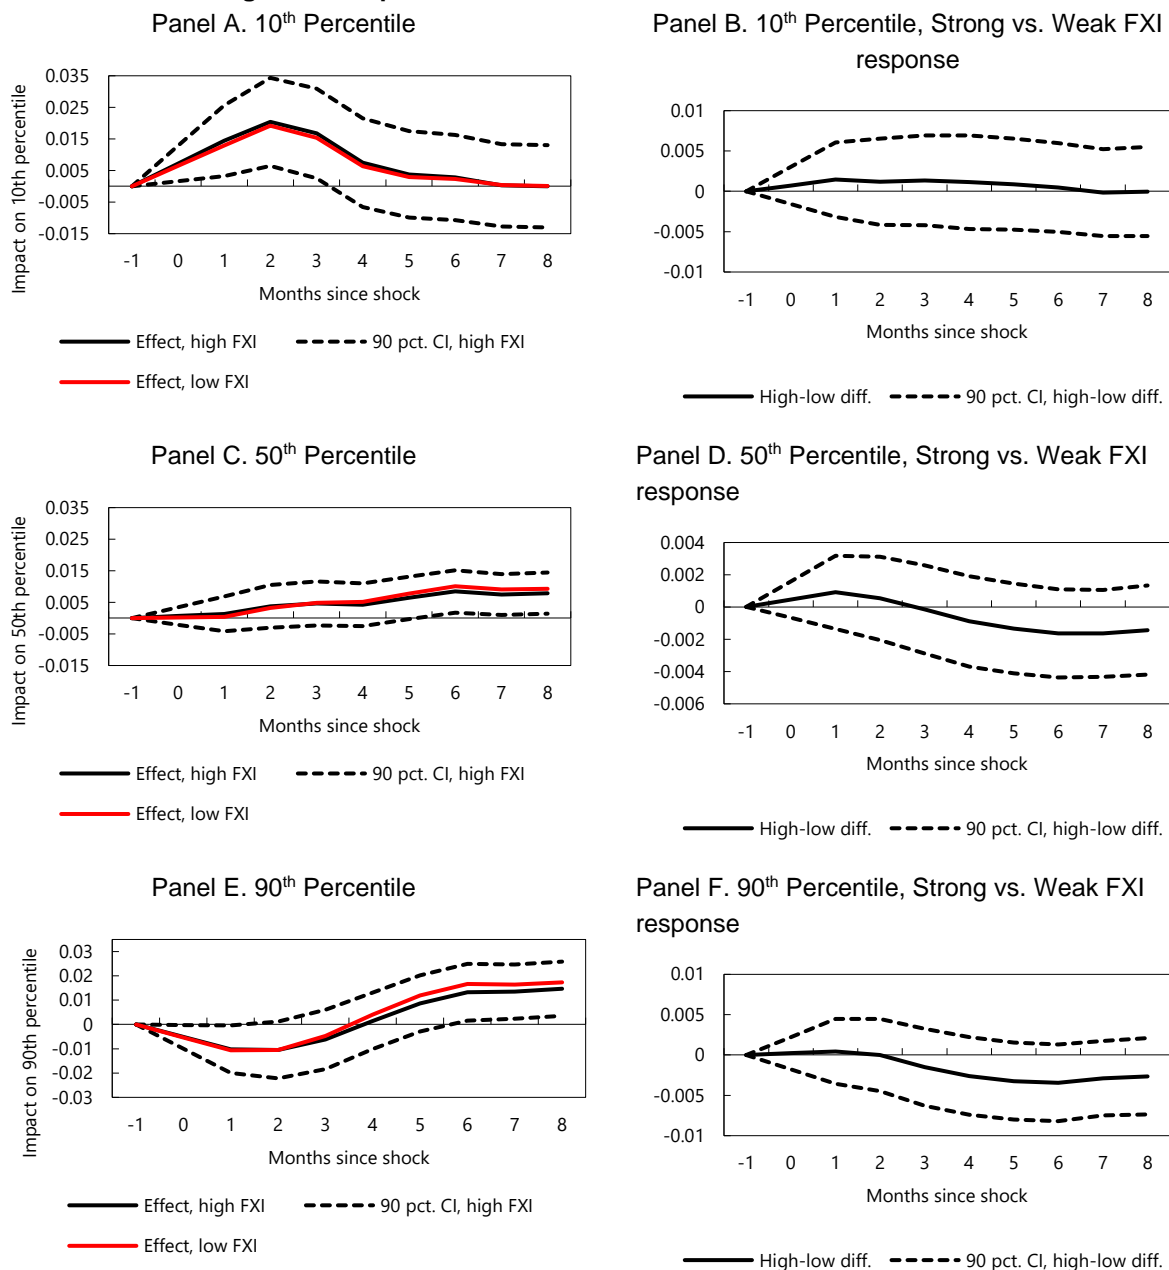 Panel A. 10th Percentile
Impact on 10th percentile
0.035
0.025
0.015
0.005
-0.005
-0.015
-1 0 1 2 3 4 5 6 7 8
Months since shock
Effect, high FXI 90 pct. CI, high FXI
Effect, low FXI
Panel B. 10th Percentile, Strong vs. Weak FXI
response
0.01
0.005
0
-0.005
-0.01
-1 0 1 2 3 4 5 6 7 8
Months since shock
High-low diff. 90 pct. CI, high-low diff.
Panel C. 50th Percentile
Impact on 50th percentile
0.035
0.025
0.015
0.005
-0.005
-0.015
-1 0 1 2 3 4 5 6 7 8
Months since shock
Effect, high FXI 90 pct. CI, high FXI
Effect, low FXI
Panel D. 50th Percentile, Strong vs. Weak FXI
response
0.004
0.002
0
-0.002
-0.004
-0.006
-1 0 1 2 3 4 5 6 7 8
Months since shock
High-low diff. 90 pct. CI, high-low diff.
Panel E. 90th Percentile
Impact on 90th percentile
0.03
0.02
0.01
0
-0.01
-0.02
-0.03
-1 0 1 2 3 4 5 6 7 8
Months since shock
Effect, high FXI 90 pct. CI, high FXI
Effect, low FXI
Panel F. 90th Percentile, Strong vs. Weak FXI
response
0.01
0.005
0
-0.005
-0.01
-1 0 1 2 3 4 5 6 7 8
Months since shock
High-low diff. 90 pct. CI, high-low diff.